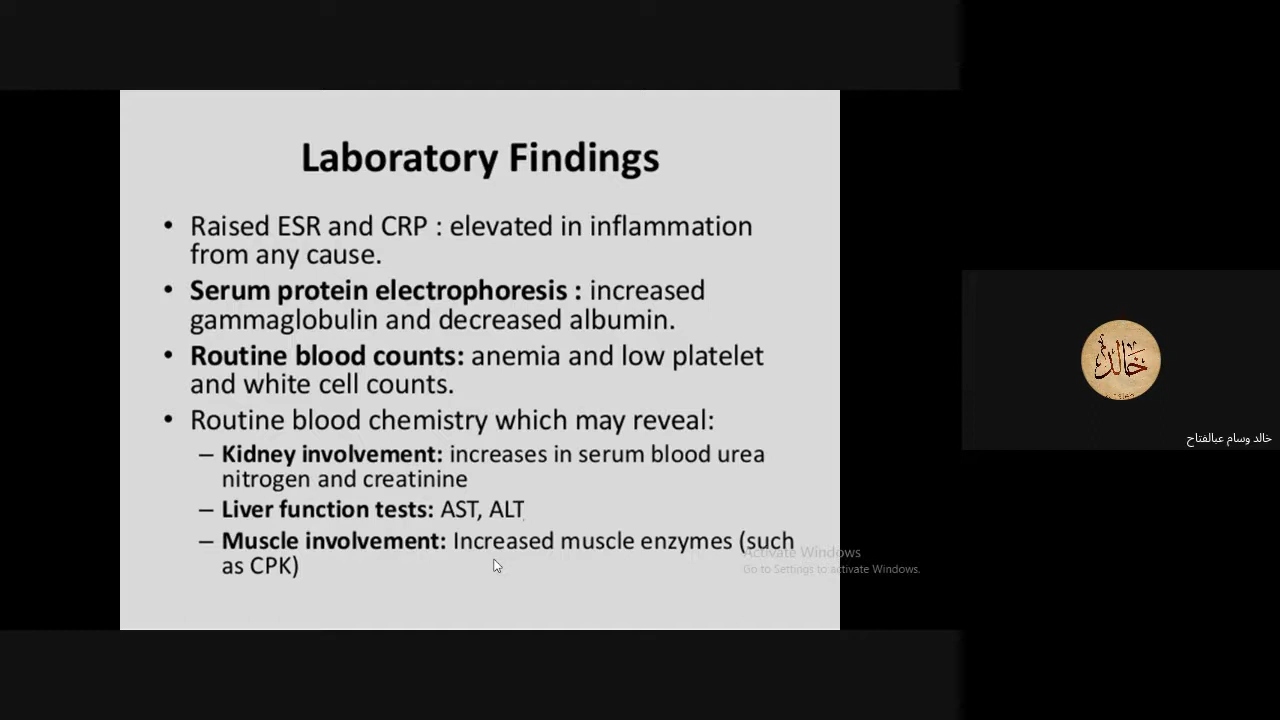 Laboratory Findings
• Raised ESR and CRP : elevated in inflammation
from any cause.
• Serum protein electrophoresis : increased
gammaglobulin and decreased albumin.
• Routine blood counts: anemia and low platelet
and white cell counts.
• Routine blood chemistry which may reveal:
– Kidney involvement: increases in serum blood urea
nitrogen and creatinine
– Liver function tests: AST, ALT
– Muscle involvement: Increased muscle enzymes (such
as CPK)
Activate Windows
Go to Settings to activate Windows.
خالد
خالد وسام عبالفتاح